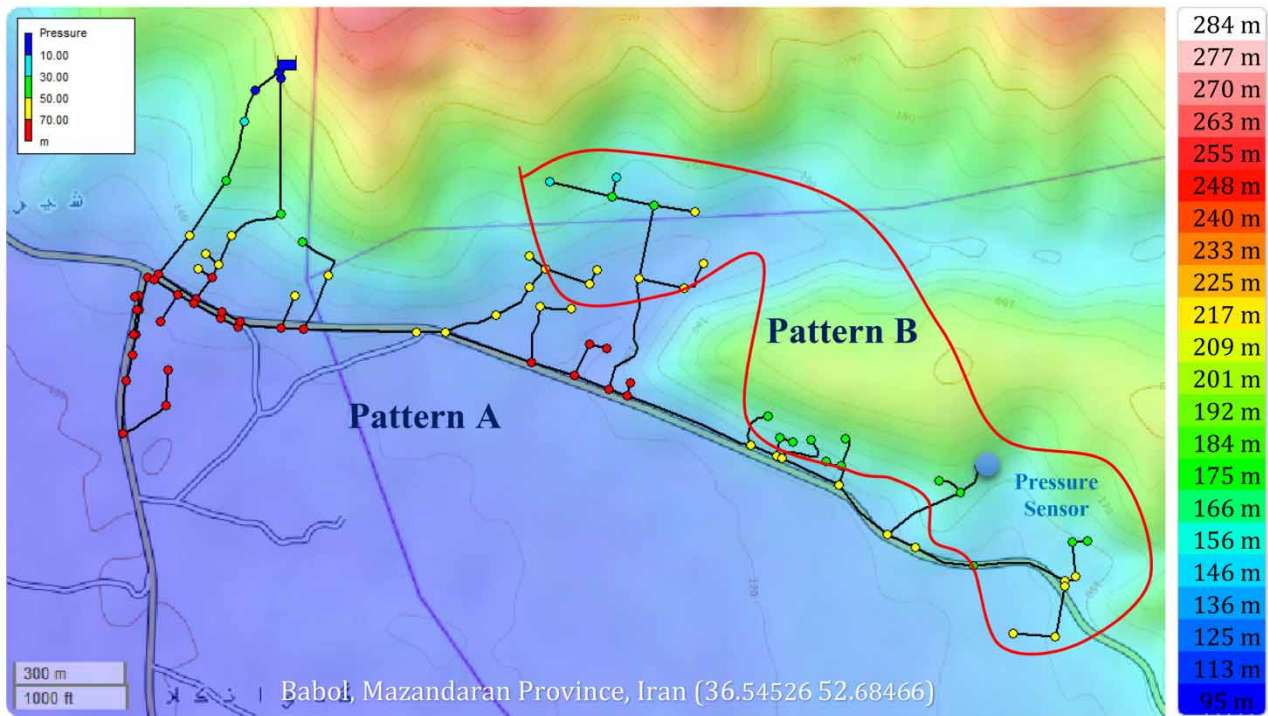 Pressure
10.00
30.00
50.00
70.00
m
284 m
277 m
270 m
263 m
255 m
248 m
240 m
233 m
225 m
217 m
209 m
201 m
192 m
184 m
175 m
166 m
156 m
146 m
136 m
125 m
113 m
95 m
Pattern B
Pattern A
Pressure
Sensor
300 m
1000 ft
Babol, Mazandaran Province, Iran (36.54526 52.68466)